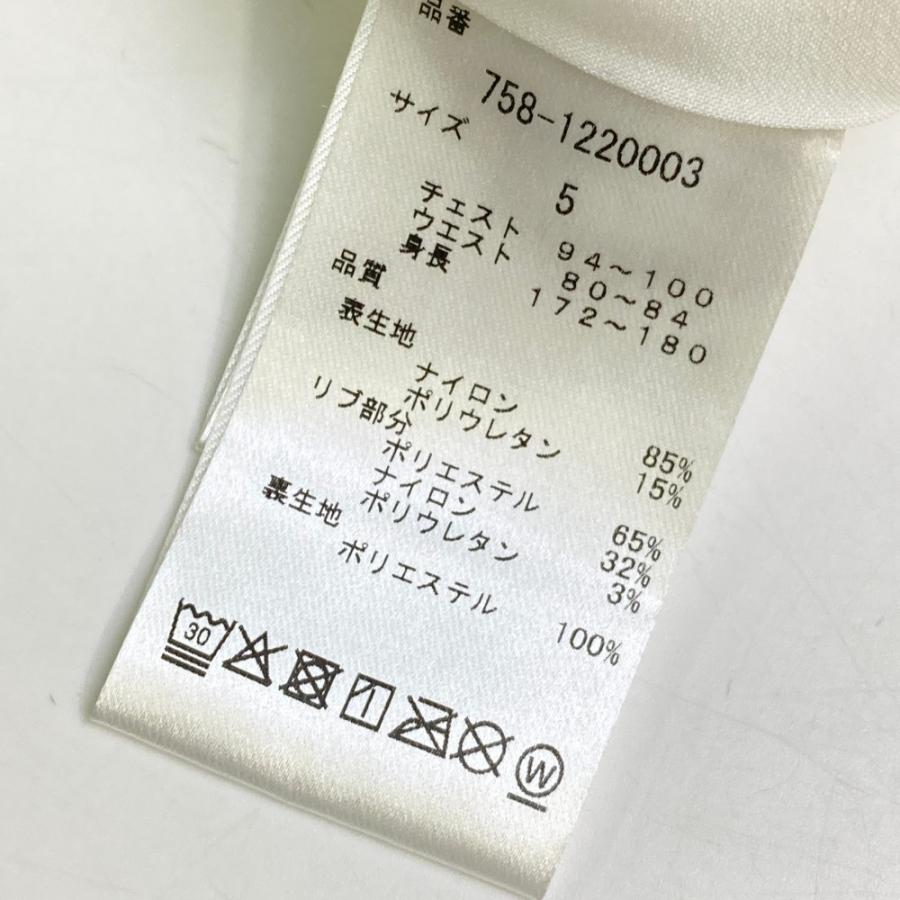 品番
758-1220003
サイズ
5
チェスト 94～100
ウエスト 80～84
身長 172～180
品質
表生地
ナイロン 85%
ポリウレタン 15%
リブ部分
ポリエステル 65%
ナイロン 32%
ポリウレタン 3%
裏生地
ポリエステル 100%
30
W